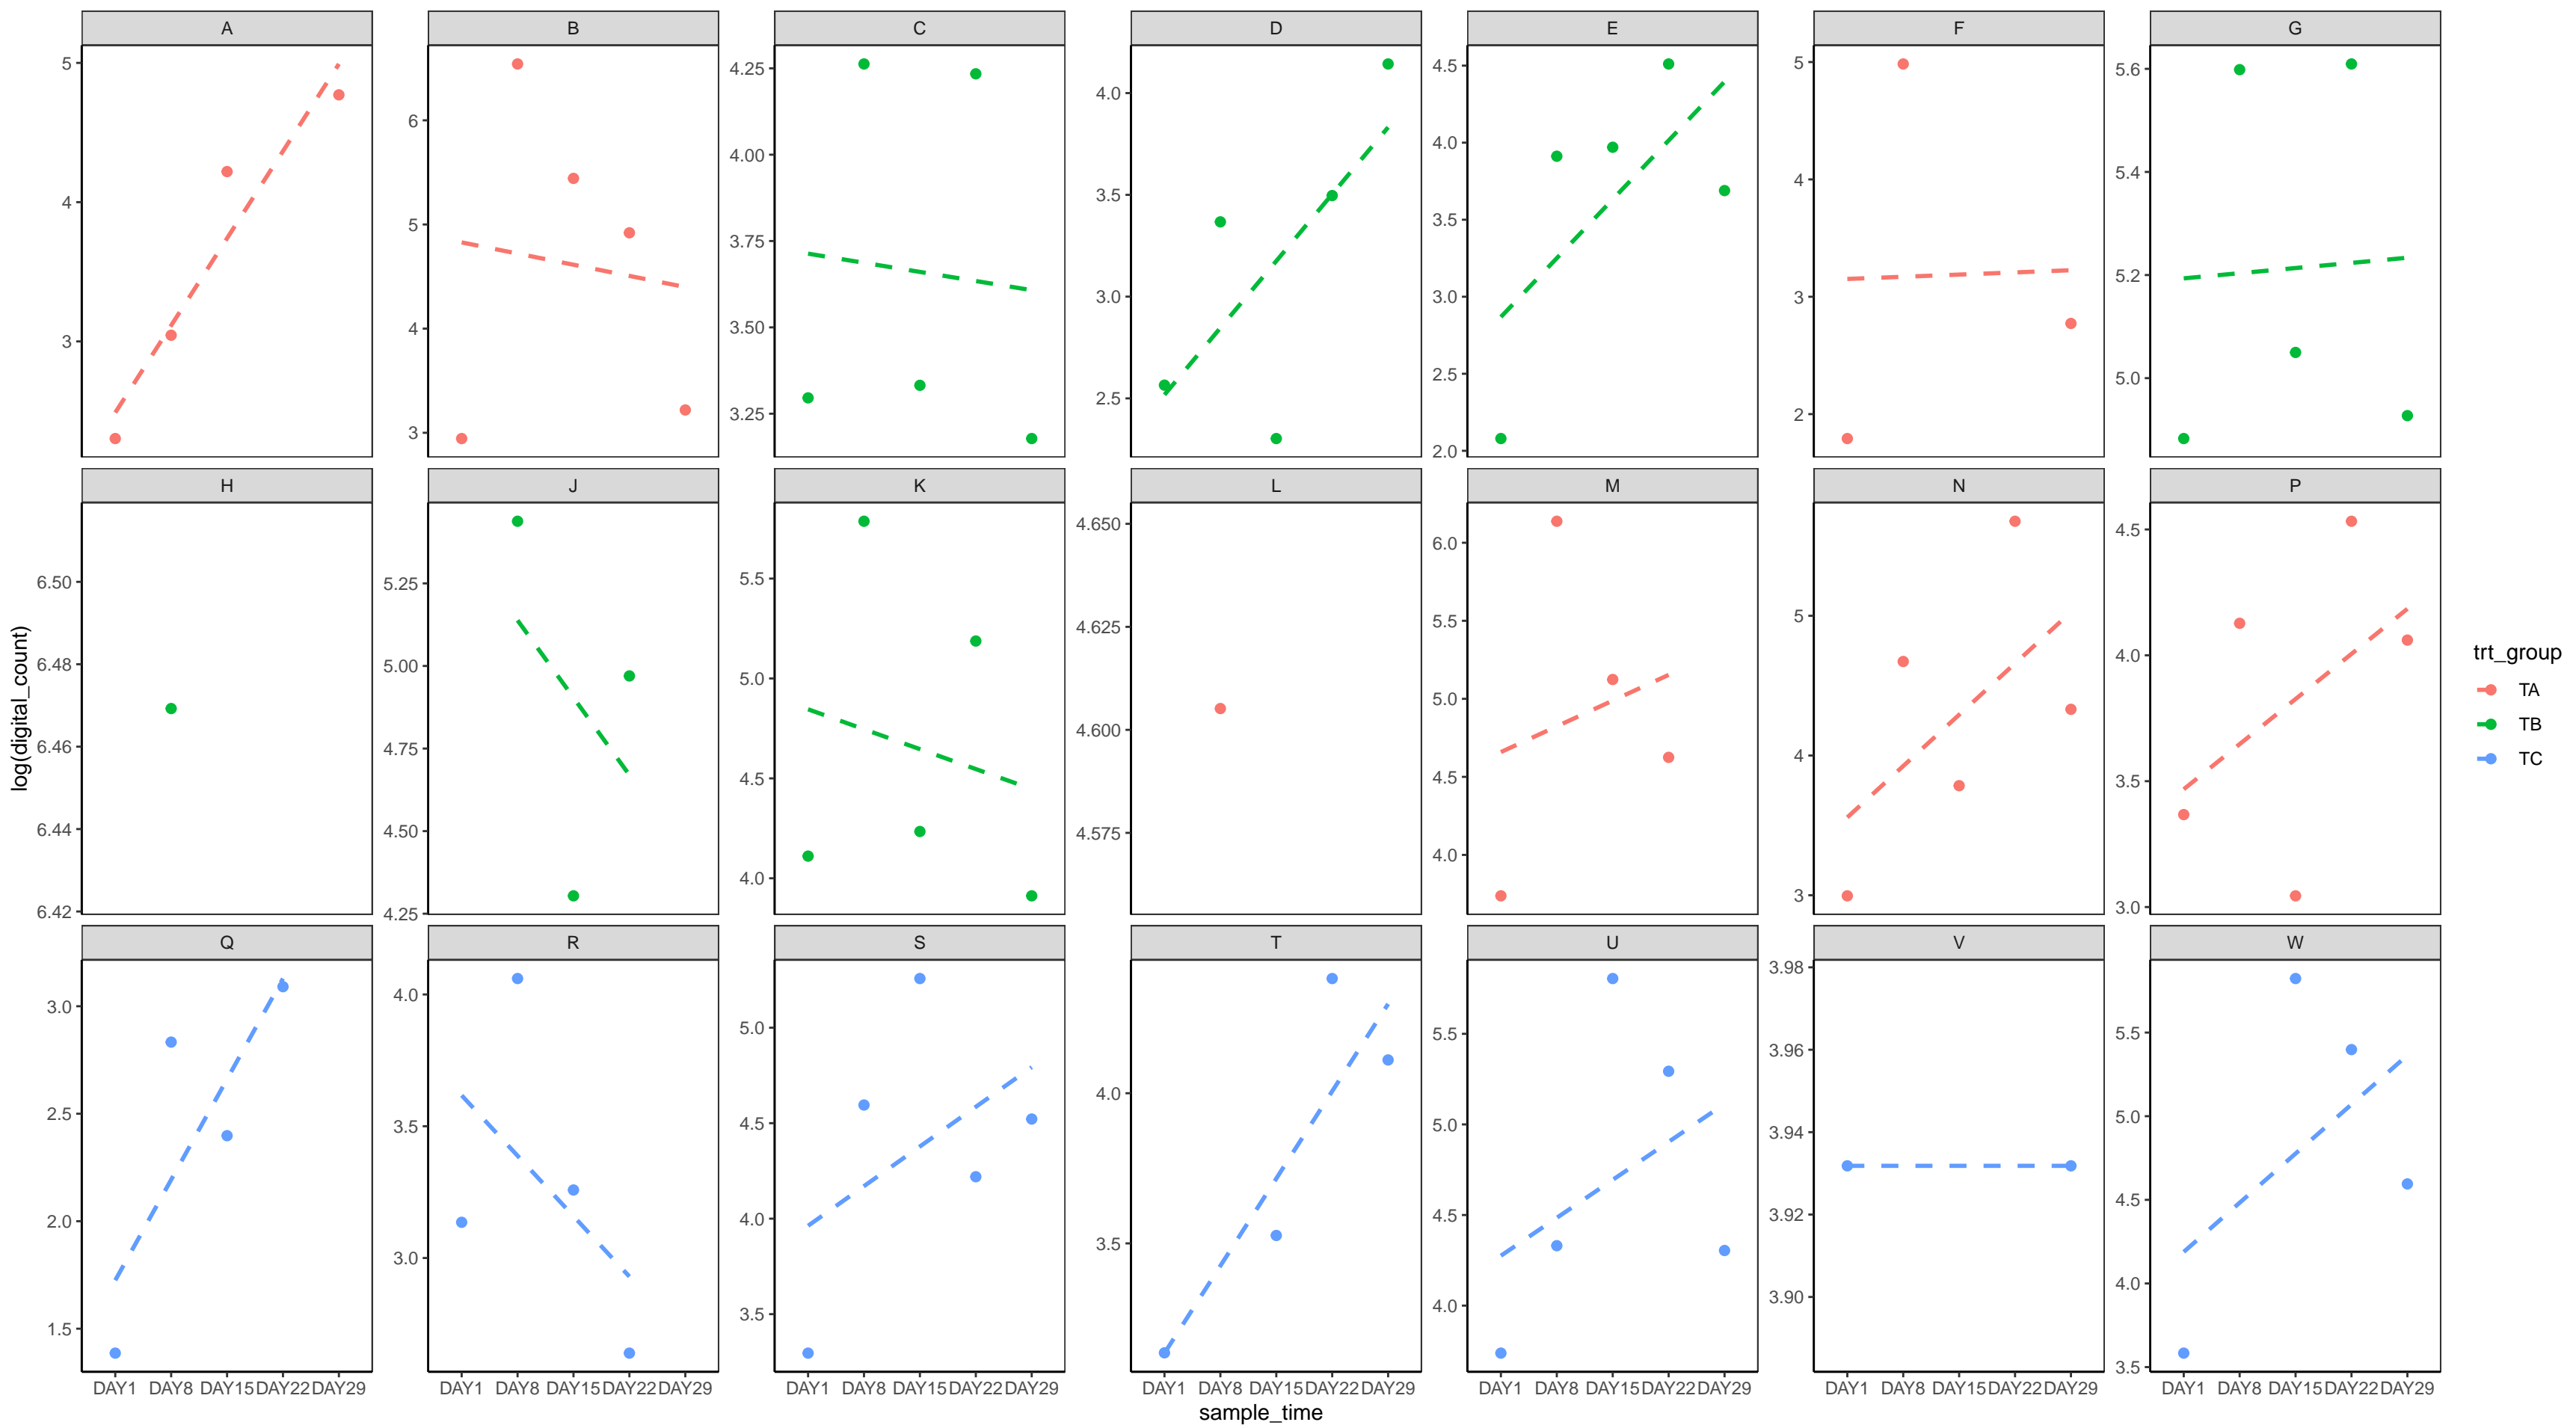 A B C D E F G
5 4 3
6 5 4 3
4.25 4.00 3.75 3.50 3.25
4.0 3.5 3.0 2.5
4.5 4.0 3.5 3.0 2.5 2.0
5 4 3 2
5.6 5.4 5.2 5.0
H J K L M N P
6.50 6.48 6.46 6.44 6.42
5.25 5.00 4.75 4.50 4.25
5.5 5.0 4.5 4.0
4.650 4.625 4.600 4.575
6.0 5.5 5.0 4.5 4.0
5 4 3
4.5 4.0 3.5 3.0
Q R S T U V W
3.0 2.5 2.0 1.5
4.0 3.5 3.0
5.0 4.5 4.0 3.5
4.0 3.5
5.5 5.0 4.5 4.0
3.98 3.96 3.94 3.92 3.90
5.5 5.0 4.5 4.0 3.5
DAY1 DAY8 DAY15 DAY22 DAY29
DAY1 DAY8 DAY15 DAY22 DAY29
DAY1 DAY8 DAY15 DAY22 DAY29
DAY1 DAY8 DAY15 DAY22 DAY29
DAY1 DAY8 DAY15 DAY22 DAY29
DAY1 DAY8 DAY15 DAY22 DAY29
DAY1 DAY8 DAY15 DAY22 DAY29
sample_time
log(digital_count)
trt_group
TA
TB
TC